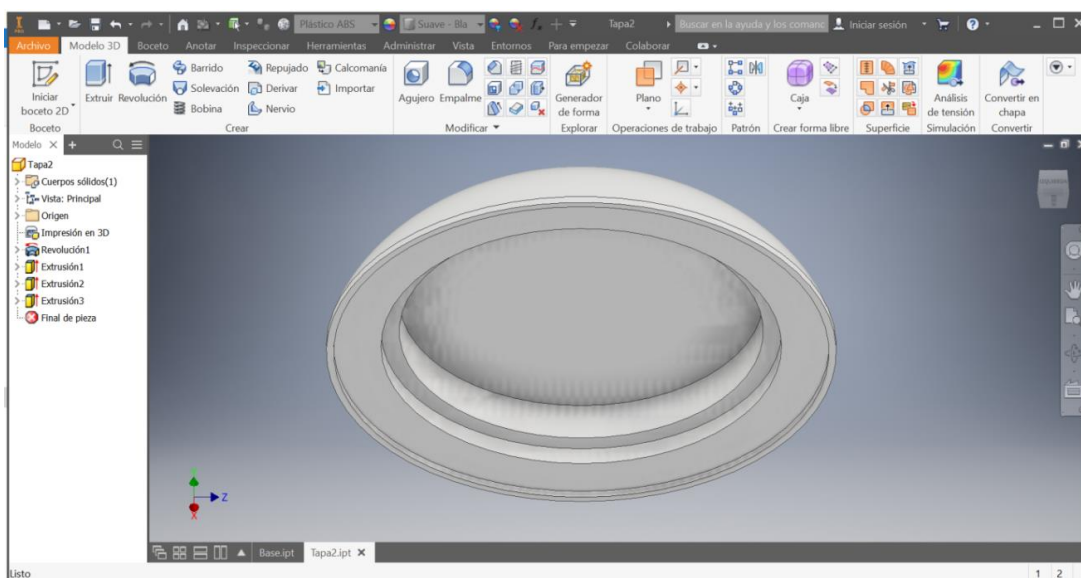 PRO
Plástico ABS
Suave - Bla
Tapa2
Buscar en la ayuda y los comanc
Iniciar sesión
Archivo Modelo 3D Boceto Anotar Inspeccionar Herramientas Administrar Vista Entornos Para empezar Colaborar
Iniciar
boceto 2D
Extruir
Revolución
Barrido
Solevación
Bobina
Repujado
Derivar
Nervio
Calcomanía
Importar
Agujero
Empalme
Generador
de forma
Plano
Caja
Análisis
de tensión
Convertir en
chapa
Boceto Crear Modificar Explorar Operaciones de trabajo Patrón Crear forma libre Superficie Simulación Convertir
Modelo
Tapa2
Cuerpos sólidos(1)
Vista: Principal
Origen
Impresión en 3D
Revolución1
Extrusión1
Extrusión2
Extrusión3
Final de pieza
Z
X
Base.ipt
Tapa2.ipt
Listo
1 2